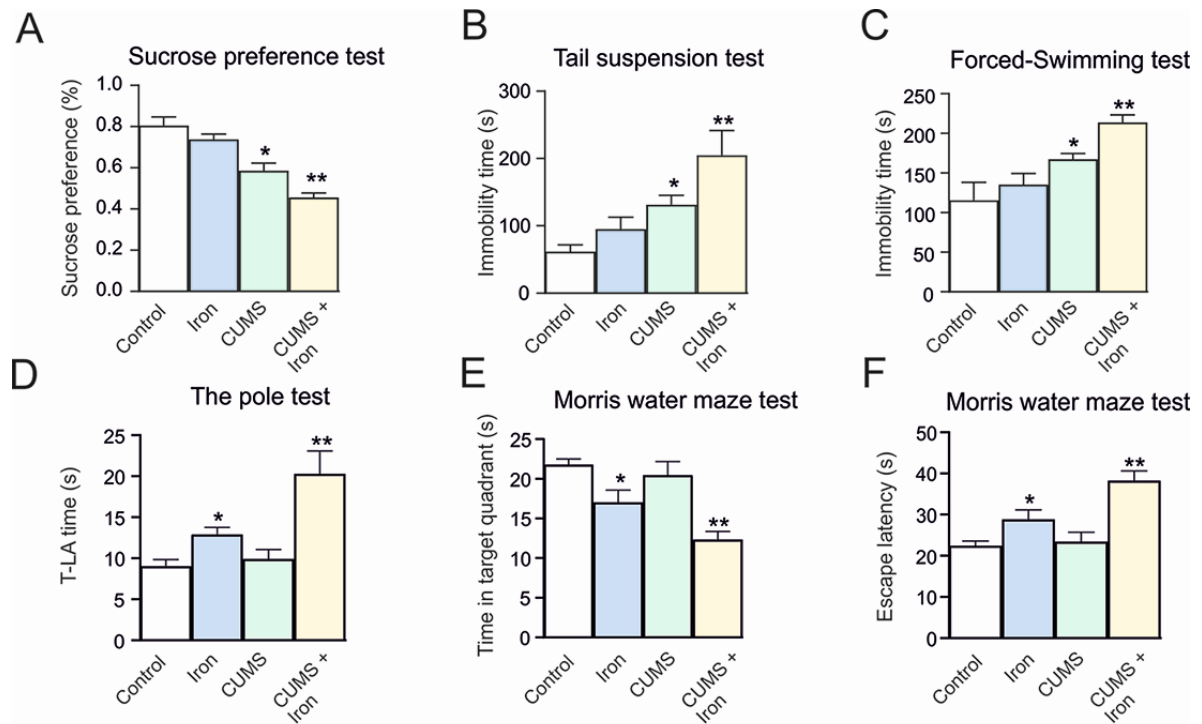 A
Sucrose preference test
Sucrose preference (%)
1.0
0.8
0.6
0.4
0.2
0.0
*
**
Control
Iron
CUMS
CUMS +
Iron
B
Tail suspension test
Immobility time (s)
300
200
100
0
*
**
Control
Iron
CUMS
CUMS +
Iron
C
Forced-Swimming test
Immobility time (s)
250
200
150
100
50
0
*
**
Control
Iron
CUMS
CUMS +
Iron
D
The pole test
T-LA time (s)
25
20
15
10
5
0
*
**
Control
Iron
CUMS
CUMS +
Iron
E
Morris water maze test
Time in target quadrant (s)
25
20
15
10
5
0
*
**
Control
Iron
CUMS
CUMS +
Iron
F
Morris water maze test
Escape latency (s)
50
40
30
20
10
0
*
**
Control
Iron
CUMS
CUMS +
Iron